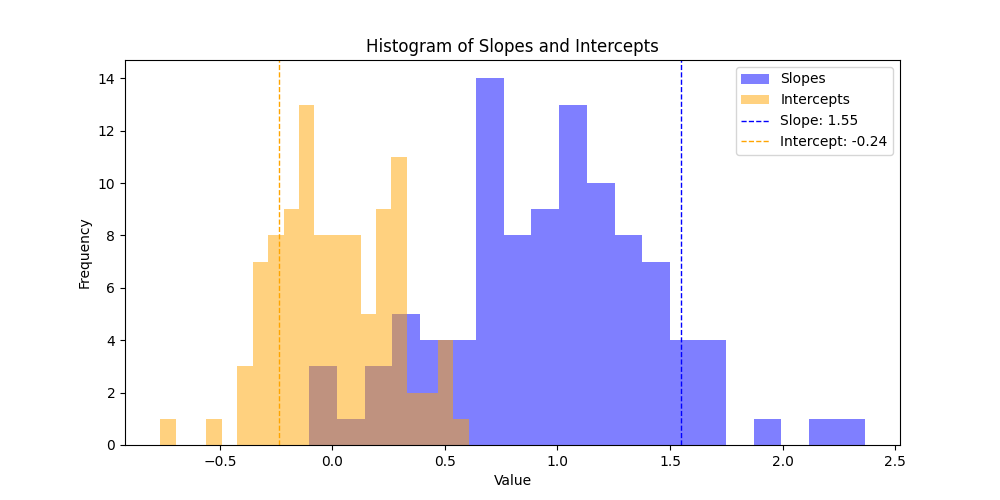 Histogram of Slopes and Intercepts
Slopes
Intercepts
Slope: 1.55
Intercept: -0.24
Frequency
14
12
10
8
6
4
2
0
−0.5 0.0 0.5 1.0 1.5 2.0 2.5
Value